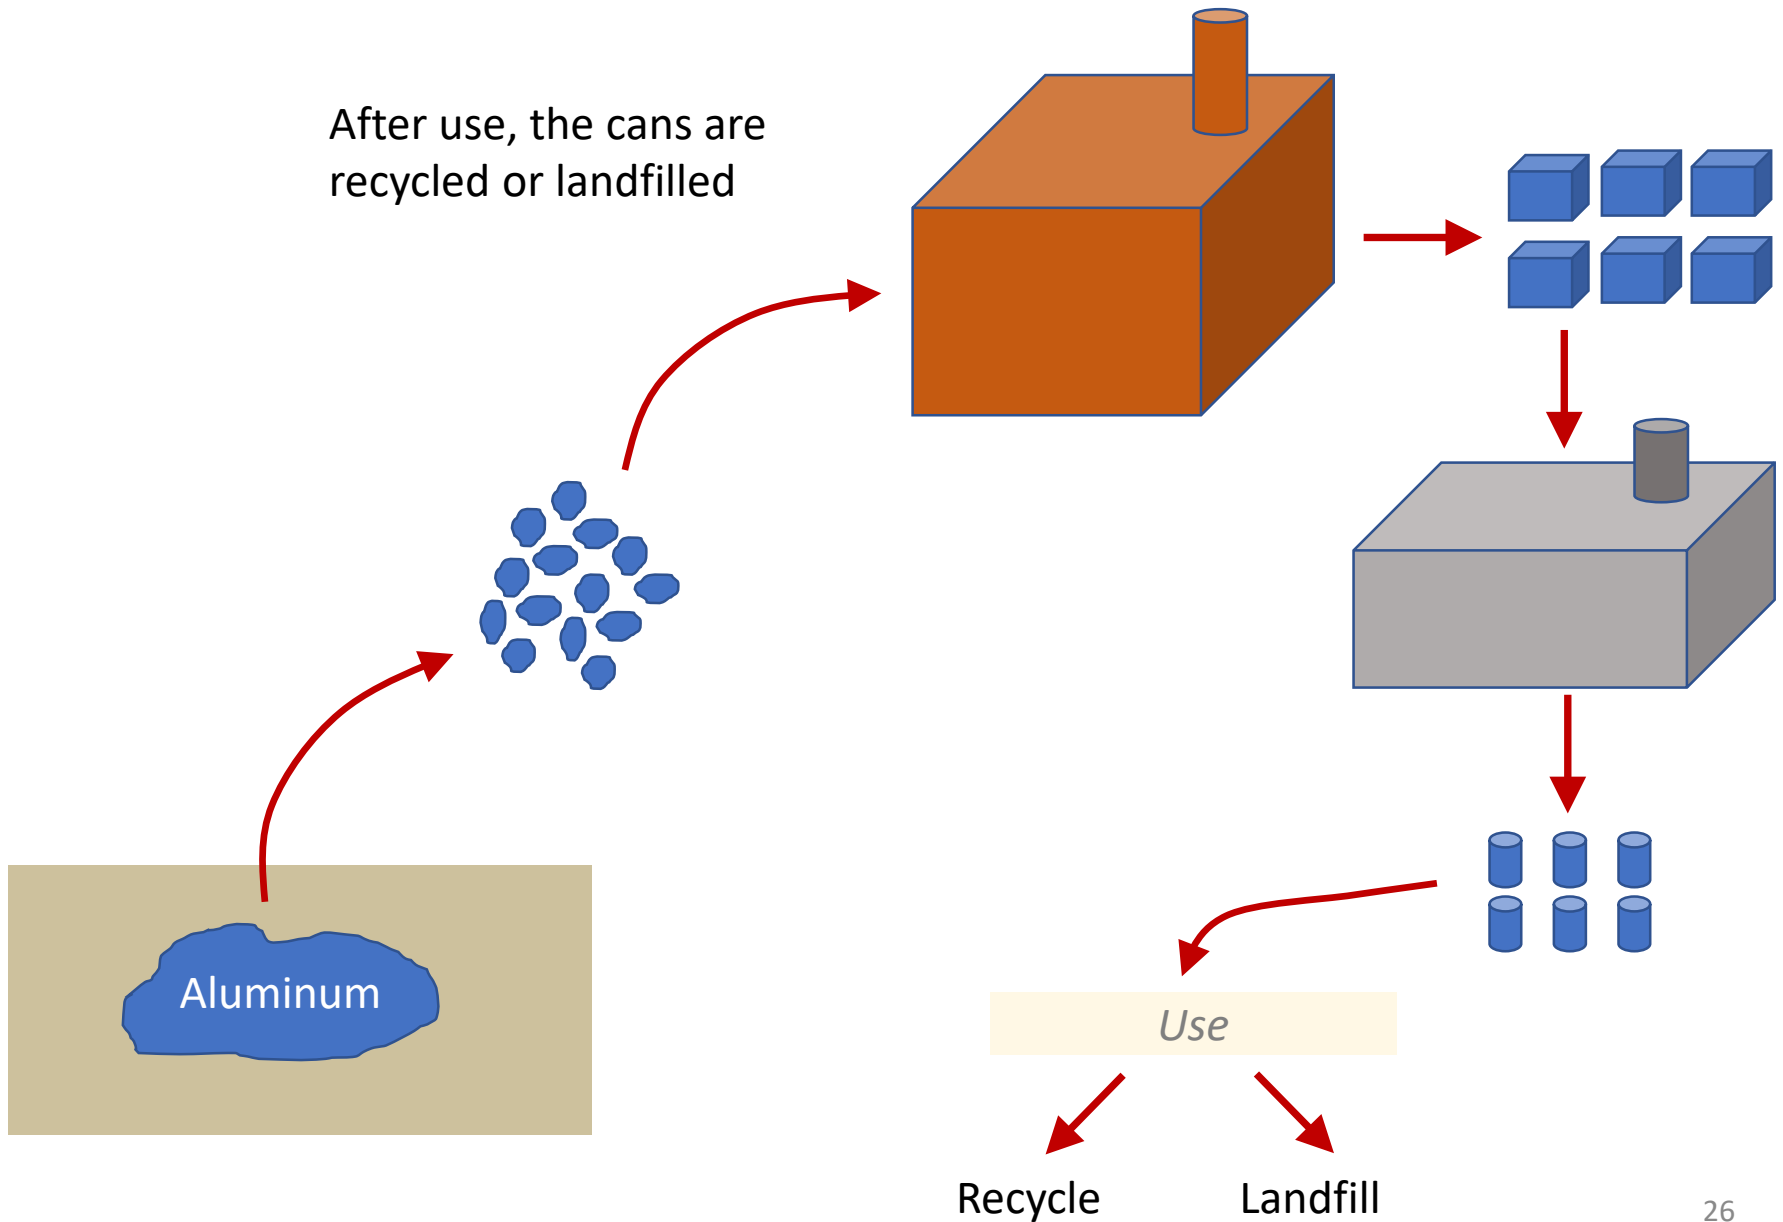 After use, the cans are
recycled or landfilled
Aluminum
Use
Recycle
Landfill
26